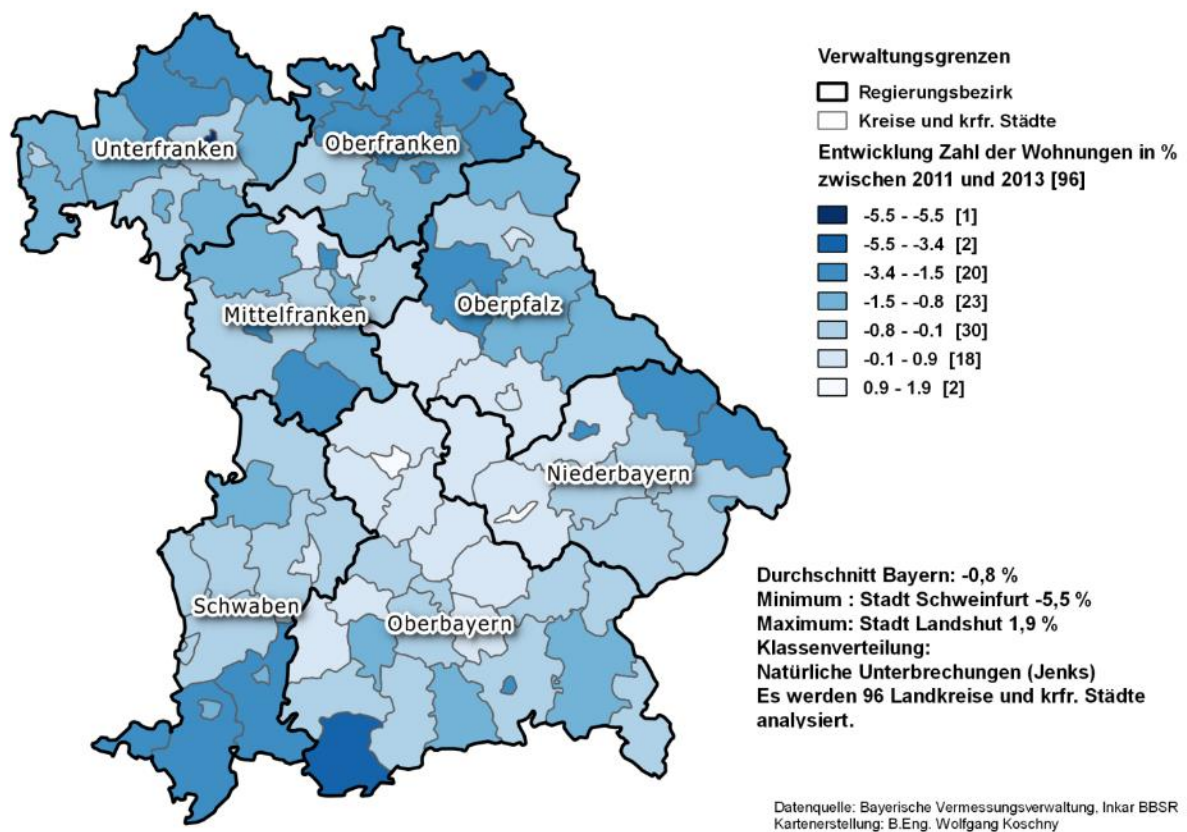 Verwaltungsgrenzen
Regierungsbezirk
Kreise und krfr. Städte
Entwicklung Zahl der Wohnungen in %
zwischen 2011 und 2013 [96]
-5.5 - -5.5 [1]
-5.5 - -3.4 [2]
-3.4 - -1.5 [20]
-1.5 - -0.8 [23]
-0.8 - -0.1 [30]
-0.1 - 0.9 [18]
0.9 - 1.9 [2]
Unterfranken
Oberfranken
Mittelfranken
Oberpfalz
Niederbayern
Schwaben
Oberbayern
Durchschnitt Bayern: -0,8 %
Minimum : Stadt Schweinfurt -5,5 %
Maximum: Stadt Landshut 1,9 %
Klassenverteilung:
Natürliche Unterbrechungen (Jenks)
Es werden 96 Landkreise und krfr. Städte
analysiert.
Datenquelle: Bayerische Vermessungsverwaltung, Inkar BBSR
Kartenerstellung: B.Eng. Wolfgang Koschny